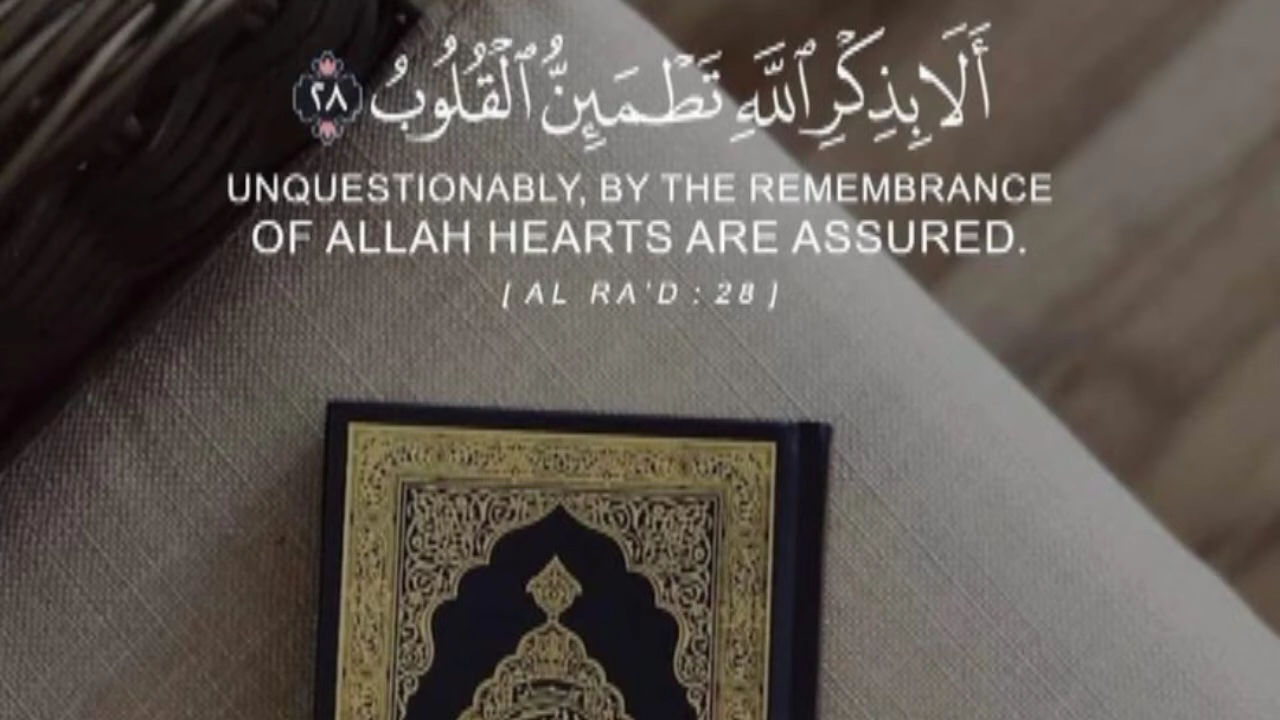 أَلَا بِذِكْرِ ٱللَّهِ تَطْمَئِنُّ ٱلْقُلُوبُ ٢٨
UNQUESTIONABLY, BY THE REMEMBRANCE
OF ALLAH HEARTS ARE ASSURED.
[ AL RA'D : 28 ]